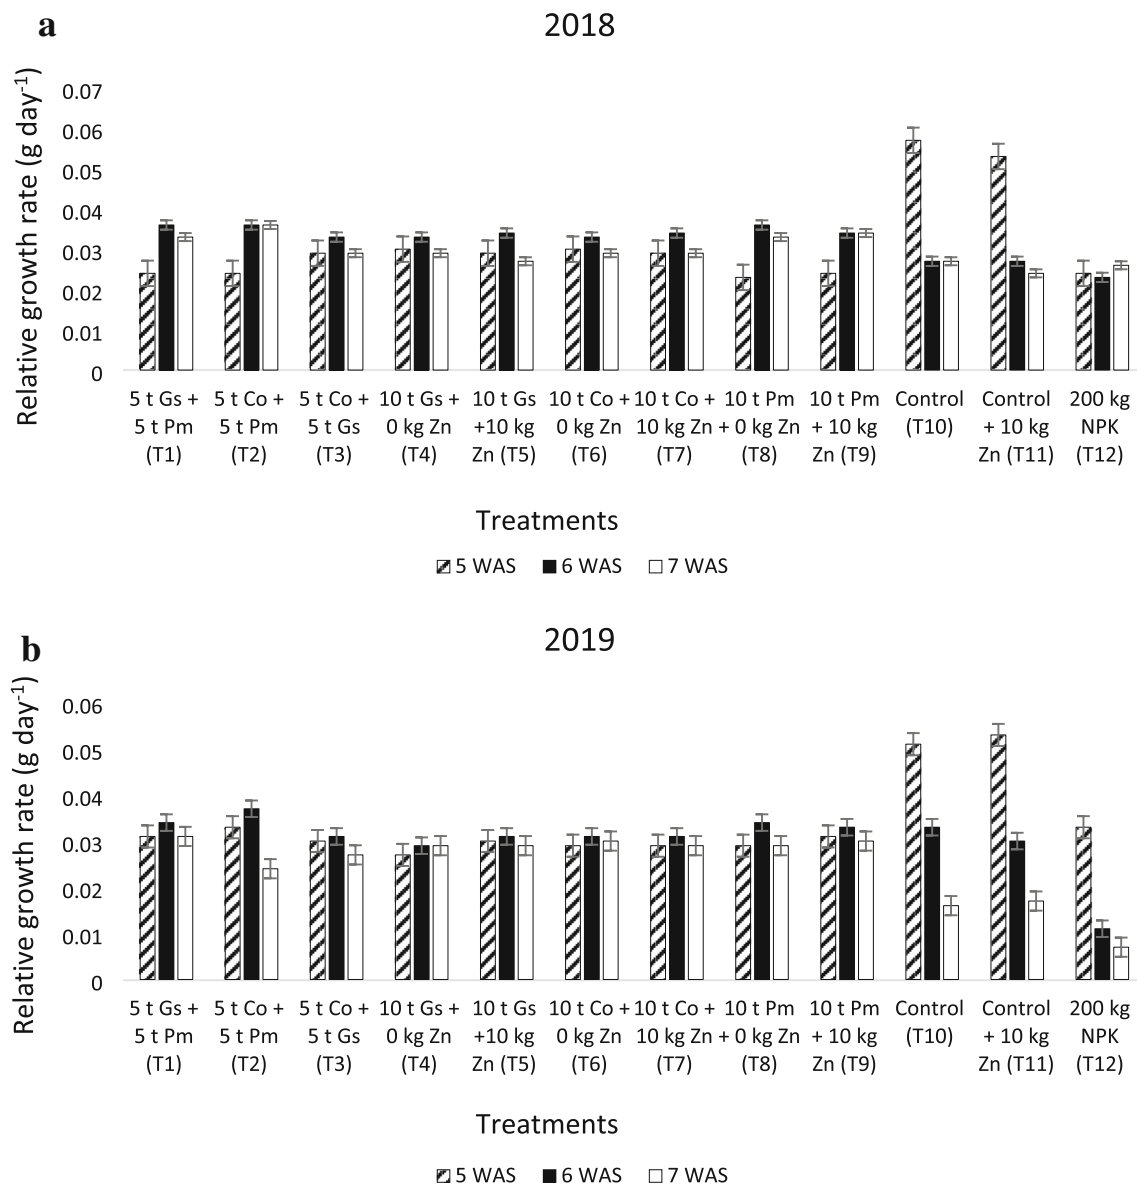 a
2018
Relative growth rate (g day-1)
0.07
0.06
0.05
0.04
0.03
0.02
0.01
0
5 t Gs + 5 t Co + 5 t Co + 10 t Gs + 10 t Gs 10 t Co + 10 t Co + 10 t Pm 10 t Pm Control Control 200 kg
5 t Pm 5 t Pm 5 t Gs 0 kg Zn +10 kg 0 kg Zn 10 kg Zn + 0 kg Zn + 10 kg (T10) + 10 kg NPK
(T1) (T2) (T3) (T4) Zn (T5) (T6) (T7) (T8) Zn (T9) Zn (T11) (T12)
Treatments
5 WAS 6 WAS 7 WAS
b
2019
Relative growth rate (g day-1)
0.06
0.05
0.04
0.03
0.02
0.01
0
5 t Gs + 5 t Co + 5 t Co + 10 t Gs + 10 t Gs 10 t Co + 10 t Co + 10 t Pm 10 t Pm Control Control 200 kg
5 t Pm 5 t Pm 5 t Gs 0 kg Zn +10 kg 0 kg Zn 10 kg Zn + 0 kg Zn + 10 kg (T10) + 10 kg NPK
(T1) (T2) (T3) (T4) Zn (T5) (T6) (T7) (T8) Zn (T9) Zn (T11) (T12)
Treatments
5 WAS 6 WAS 7 WAS